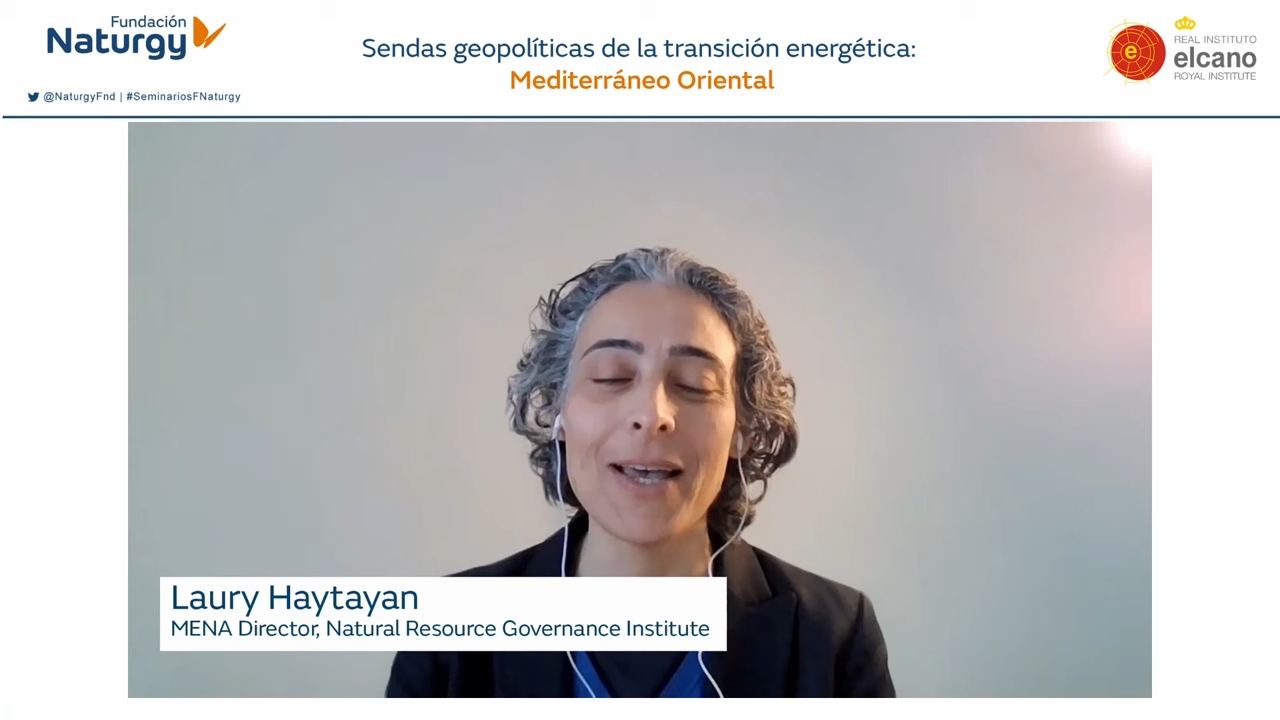 Fundación
Naturgy
@NaturgyFnd | #SeminariosFNaturgy
Sendas geopolíticas de la transición energética:
Mediterráneo Oriental
e
REAL INSTITUTO
elcano
ROYAL INSTITUTE
Laury Haytayan
MENA Director, Natural Resource Governance Institute